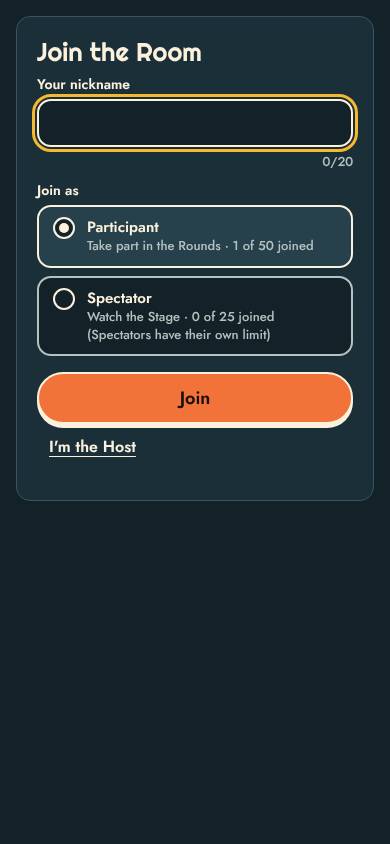 Join the Room
Your nickname
0/20
Join as
Participant
Take part in the Rounds · 1 of 50 joined
Spectator
Watch the Stage · 0 of 25 joined
(Spectators have their own limit)
Join
I'm the Host